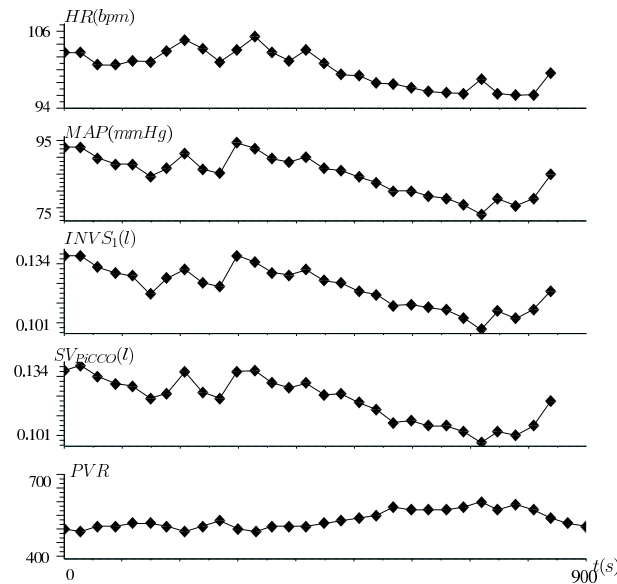 HR(bpm)
106
94
MAP(mmHg)
95
75
INVS₁(l)
0.134
0.101
SV_PiCCO(l)
0.134
0.101
PVR
700
400
0
900 t(s)